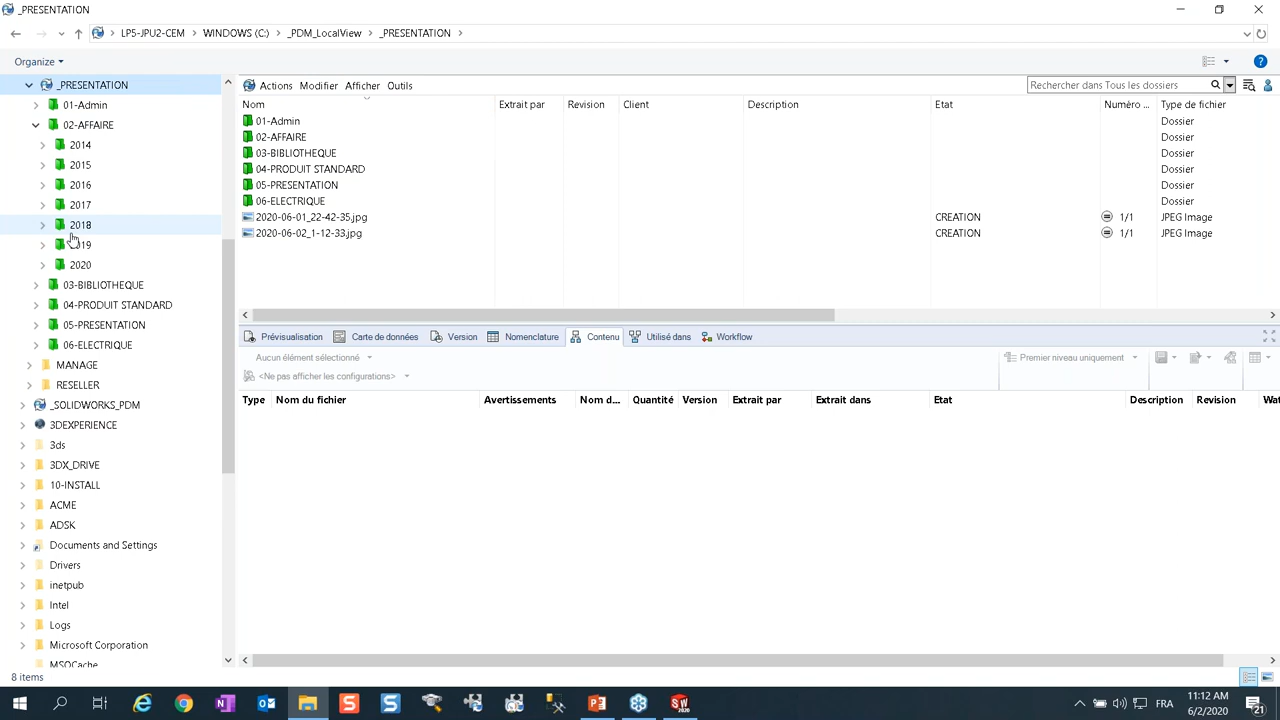 _PRESENTATION
LP5-JPU2-CEM > WINDOWS (C:) > _PDM_LocalView > _PRESENTATION >
Organize
_PRESENTATION
01-Admin
02-AFFAIRE
2014
2015
2016
2017
2018
2020
03-BIBLIOTHEQUE
04-PRODUIT STANDARD
05-PRESENTATION
06-ELECTRIQUE
MANAGE
RESELLER
_SOLIDWORKS_PDM
3DEXPERIENCE
3ds
3DX_DRIVE
10-INSTALL
ACME
ADSK
Documents and Settings
Drivers
inetpub
Intel
Logs
Microsoft Corporation
MSOCache
Actions Modifier Afficher Outils
Rechercher dans Tous les dossiers
Nom Extrait par Revision Client Description Etat Numéro ... Type de fichier
01-Admin Dossier
02-AFFAIRE Dossier
03-BIBLIOTHEQUE Dossier
04-PRODUIT STANDARD Dossier
05-PRESENTATION Dossier
06-ELECTRIQUE Dossier
2020-06-01_22-42-35.jpg CREATION 1/1 JPEG Image
2020-06-02_1-12-33.jpg CREATION 1/1 JPEG Image
Prévisualisation Carte de données Version Nomenclature Contenu Utilisé dans Workflow
Aucun élément sélectionné Premier niveau uniquement
<Ne pas afficher les configurations>
Type Nom du fichier Avertissements Nom d... Quantité Version Extrait par Extrait dans Etat Description Revision Wat
8 items
FRA
11:12 AM
6/2/2020
21